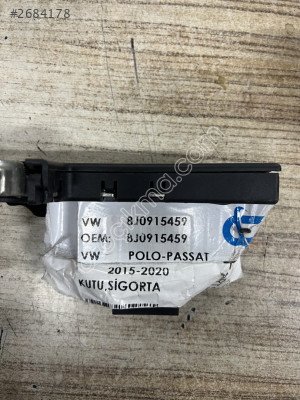 #2684178
VW 8J0915459
OEM: 8J0915459
VW POLO-PASSAT
2015-2020
KUTU,SİGORTA